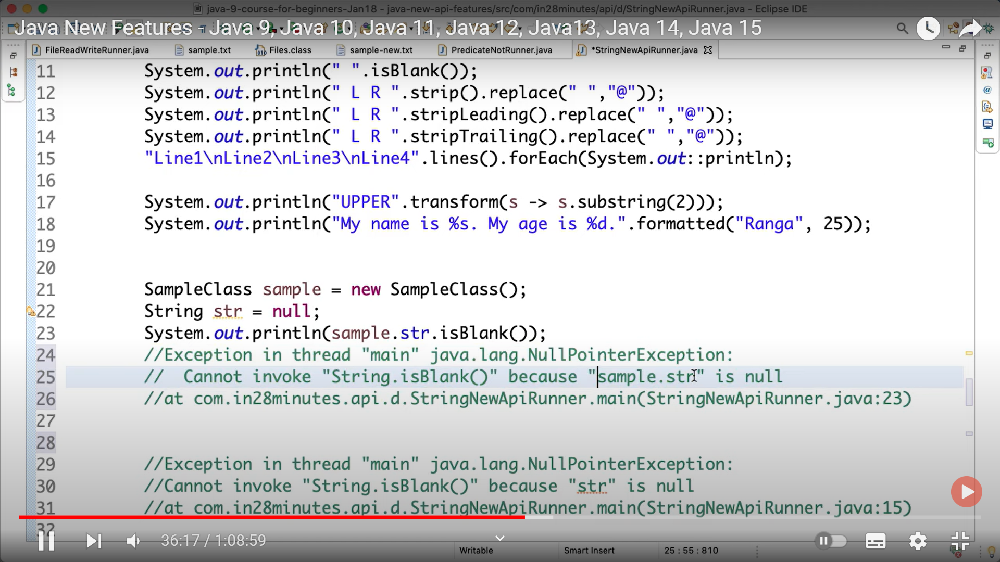 java-9-course-for-beginners-Jan18 - java-new-api-features/src/com/in28minutes/api/d/StringNewApiRunner.java - Eclipse IDE
Java New Features - Java 9, Java 10, Java 11, Java 12, Java13, Java 14, Java 15
FileReadWriteRunner.java sample.txt Files.class sample-new.txt PredicateNotRunner.java *StringNewApiRunner.java
11 System.out.println(" ".isBlank());
12 System.out.println(" L R ".strip().replace(" ","@"));
13 System.out.println(" L R ".stripLeading().replace(" ","@"));
14 System.out.println(" L R ".stripTrailing().replace(" ","@"));
15 "Line1\nLine2\nLine3\nLine4".lines().forEach(System.out::println);
16
17 System.out.println("UPPER".transform(s -> s.substring(2)));
18 System.out.println("My name is %s. My age is %d.".formatted("Ranga", 25));
19
20
21 SampleClass sample = new SampleClass();
22 String str = null;
23 System.out.println(sample.str.isBlank());
24 //Exception in thread "main" java.lang.NullPointerException:
25 //  Cannot invoke "String.isBlank()" because "sample.str" is null
26 //at com.in28minutes.api.d.StringNewApiRunner.main(StringNewApiRunner.java:23)
27
28
29 //Exception in thread "main" java.lang.NullPointerException:
30 //Cannot invoke "String.isBlank()" because "str" is null
31 //at com.in28minutes.api.d.StringNewApiRunner.main(StringNewApiRunner.java:15)
32
36:17 / 1:08:59
Writable Smart Insert 25 : 55 : 810